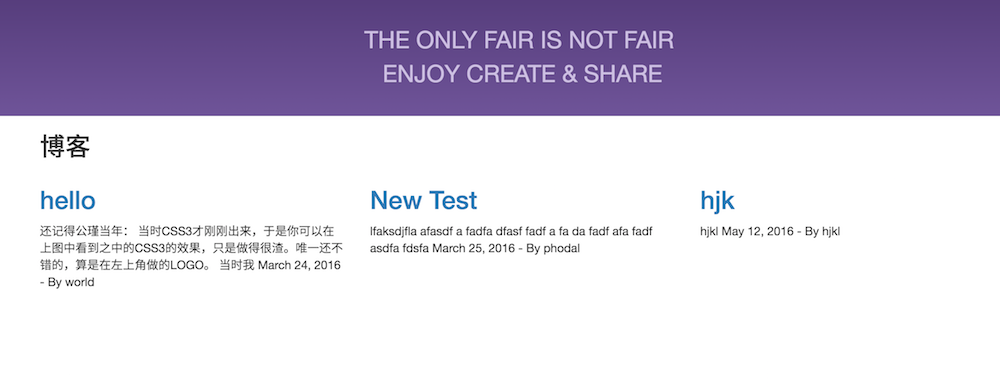 THE ONLY FAIR IS NOT FAIR
ENJOY CREATE & SHARE
博客
hello
还记得公瑾当年： 当时CSS3才刚刚出来，于是你可以在
上图中看到之中的CSS3的效果，只是做得很渣。唯一还不
错的，算是在左上角做的LOGO。 当时我 March 24, 2016
- By world
New Test
lfaksdjfla afasdf a fadfa dfasf fadf a fa da fadf afa fadf
asdfa fdsfa March 25, 2016 - By phodal
hjk
hjkl May 12, 2016 - By hjkl